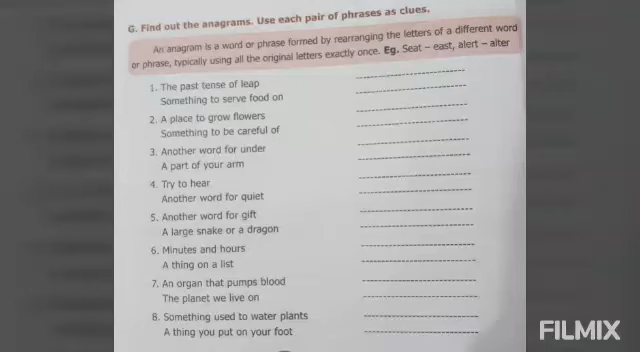 G. Find out the anagrams. Use each pair of phrases as clues.
An anagram is a word or phrase formed by rearranging the letters of a different word
or phrase, typically using all the original letters exactly once. Eg. Seat – east, alert – alter
1. The past tense of leap
Something to serve food on
2. A place to grow flowers
Something to be careful of
3. Another word for under
A part of your arm
4. Try to hear
Another word for quiet
5. Another word for gift
A large snake or a dragon
6. Minutes and hours
A thing on a list
7. An organ that pumps blood
The planet we live on
8. Something used to water plants
A thing you put on your foot
FILMIX